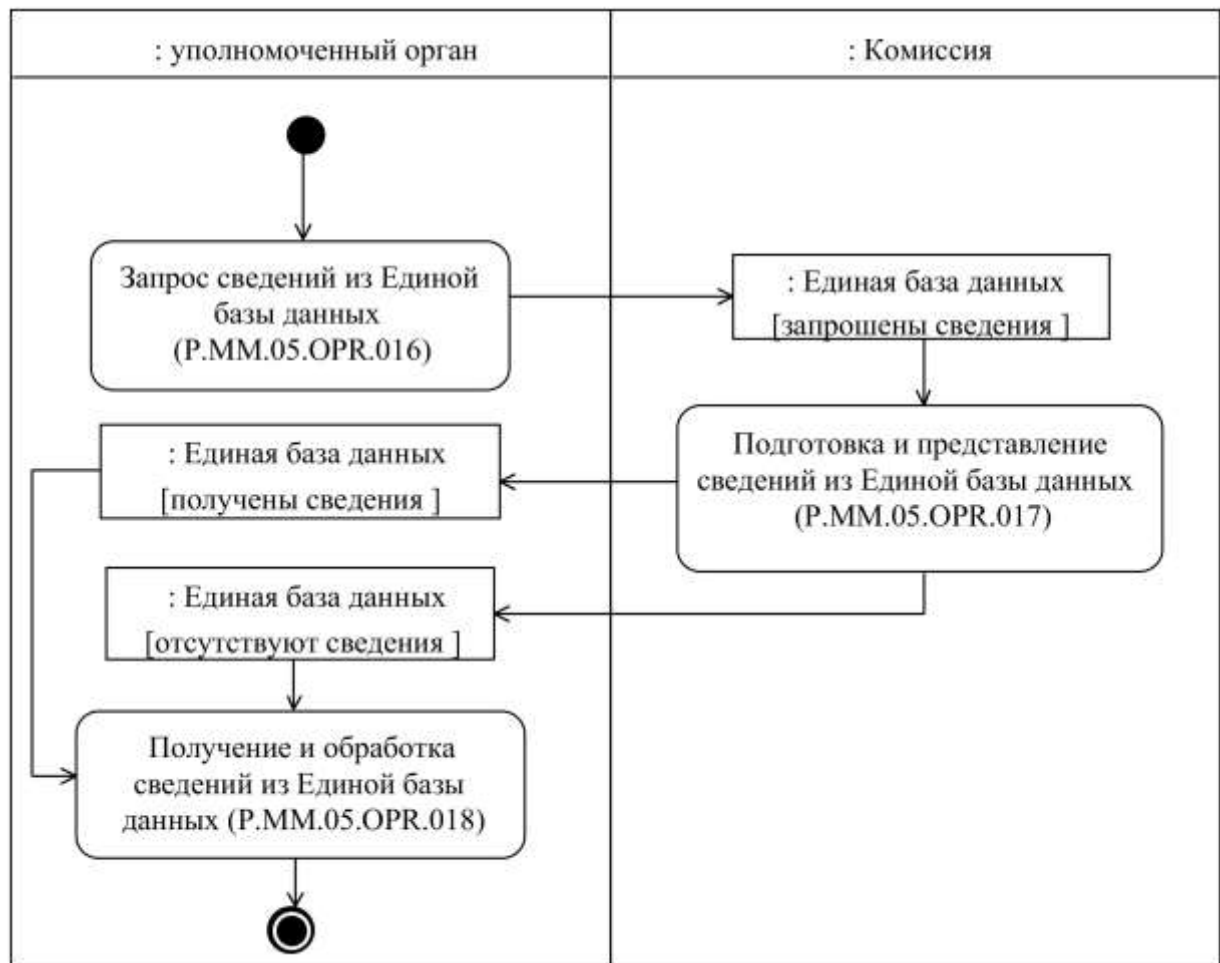 : уполномоченный орган
: Комиссия
Запрос сведений из Единой
базы данных
(P.MM.05.OPR.016)
: Единая база данных
[запрошены сведения ]
Подготовка и представление
сведений из Единой базы данных
(P.MM.05.OPR.017)
: Единая база данных
[получены сведения ]
: Единая база данных
[отсутствуют сведения ]
Получение и обработка
сведений из Единой базы
данных (P.MM.05.OPR.018)